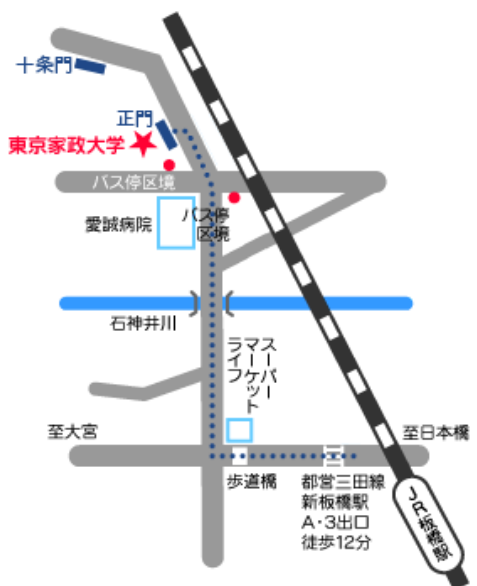 十条門
正門
東京家政大学
バス停区境
愛誠病院
バス停
区境
石神井川
スーパー
マーケット
ライフ
至大宮
至日本橋
歩道橋
都営三田線
新板橋駅
A・3出口
徒歩12分
JR板橋駅